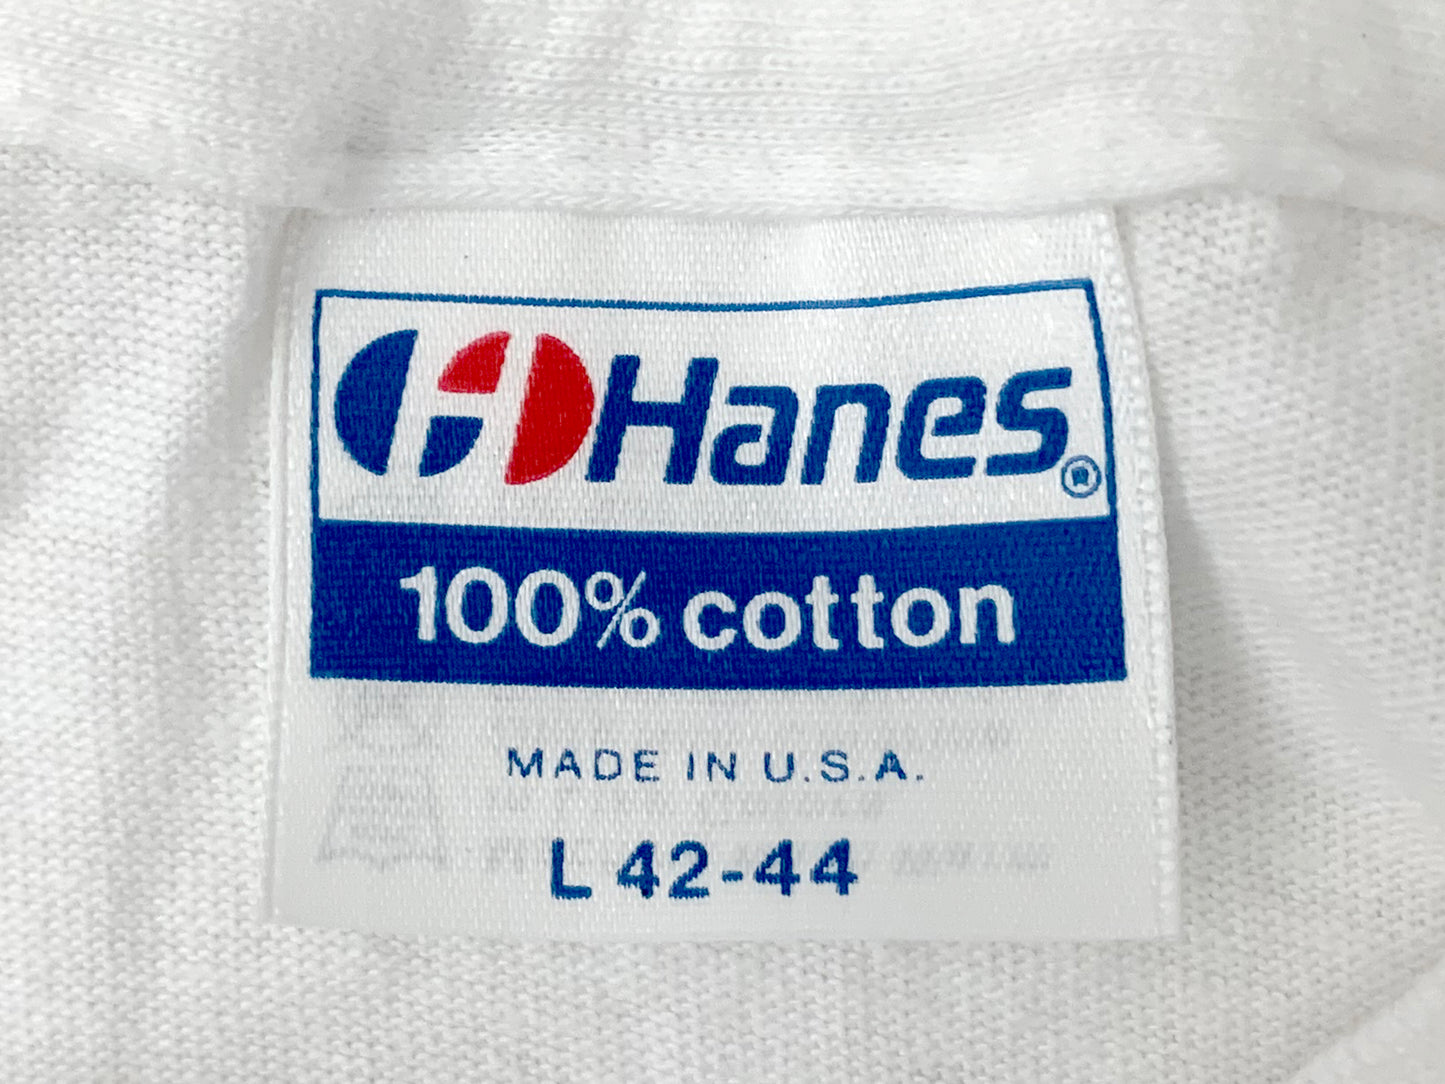 Hanes®
100% cotton
MADE IN U.S.A.
L 42-44